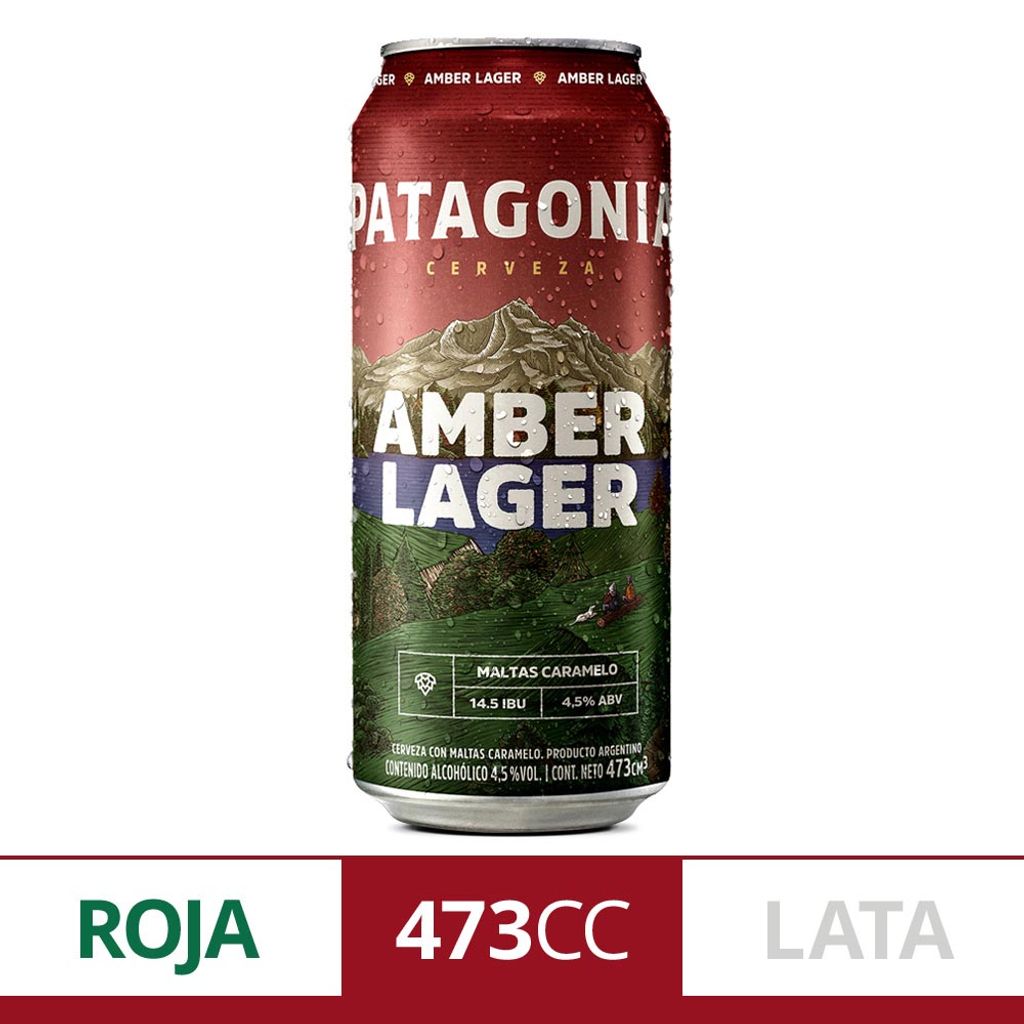 GER AMBER LAGER AMBER LAGER
PATAGONIA
CERVEZA
AMBER
LAGER
MALTAS CARAMELO
14.5 IBU 4,5% ABV
CERVEZA CON MALTAS CARAMELO. PRODUCTO ARGENTINO
CONTENIDO ALCOHÓLICO 4,5%VOL. | CONT. NETO 473CM³
ROJA 473CC LATA